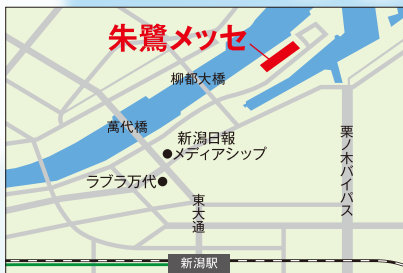 朱鷺メッセ
柳都大橋
萬代橋
新潟日報
メディアシップ
ラブラ万代
東大通
栗ノ木バイパス
新潟駅